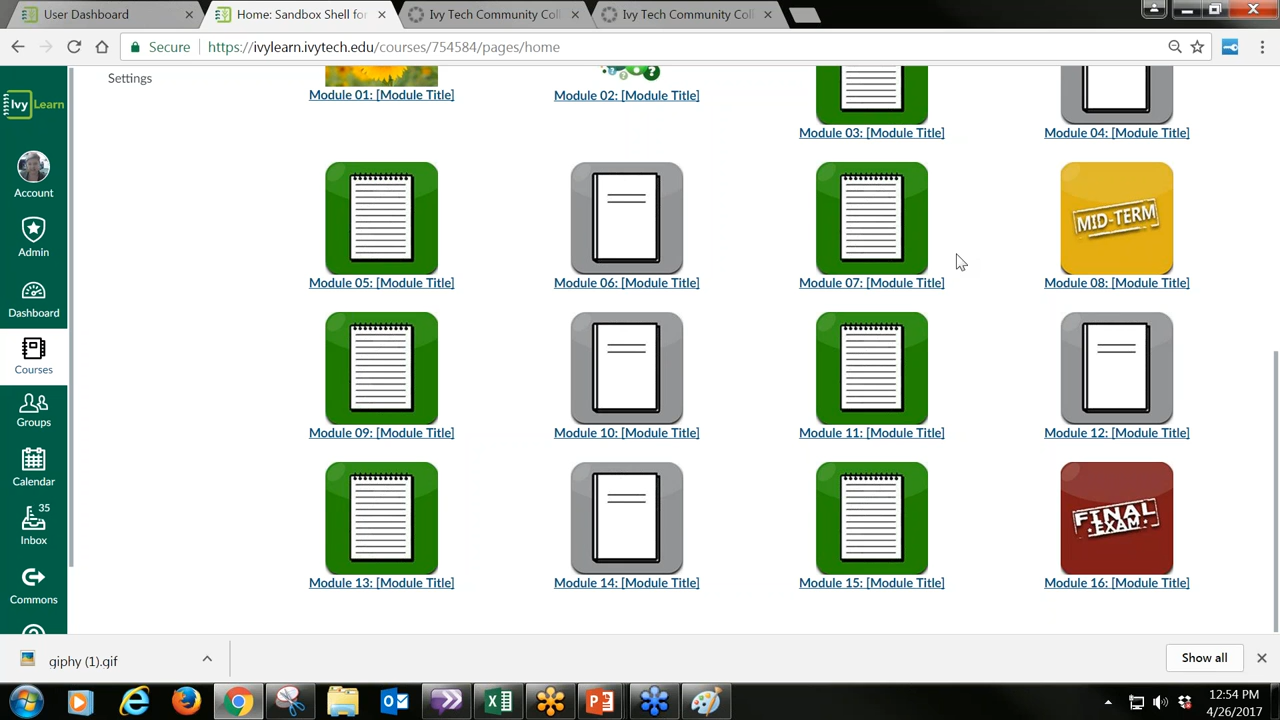 User Dashboard
Home: Sandbox Shell for
Ivy Tech Community Coll
Ivy Tech Community Coll
Secure
https://ivylearn.ivytech.edu/courses/754584/pages/home
Settings
Ivy Learn
Account
Admin
Dashboard
Courses
Groups
Calendar
35
Inbox
Commons
?
Module 01: [Module Title]
Module 02: [Module Title]
Module 03: [Module Title]
Module 04: [Module Title]
MID-TERM
Module 05: [Module Title]
Module 06: [Module Title]
Module 07: [Module Title]
Module 08: [Module Title]
Module 09: [Module Title]
Module 10: [Module Title]
Module 11: [Module Title]
Module 12: [Module Title]
FINAL
EXAM
Module 13: [Module Title]
Module 14: [Module Title]
Module 15: [Module Title]
Module 16: [Module Title]
giphy (1).gif
Show all
12:54 PM
4/26/2017